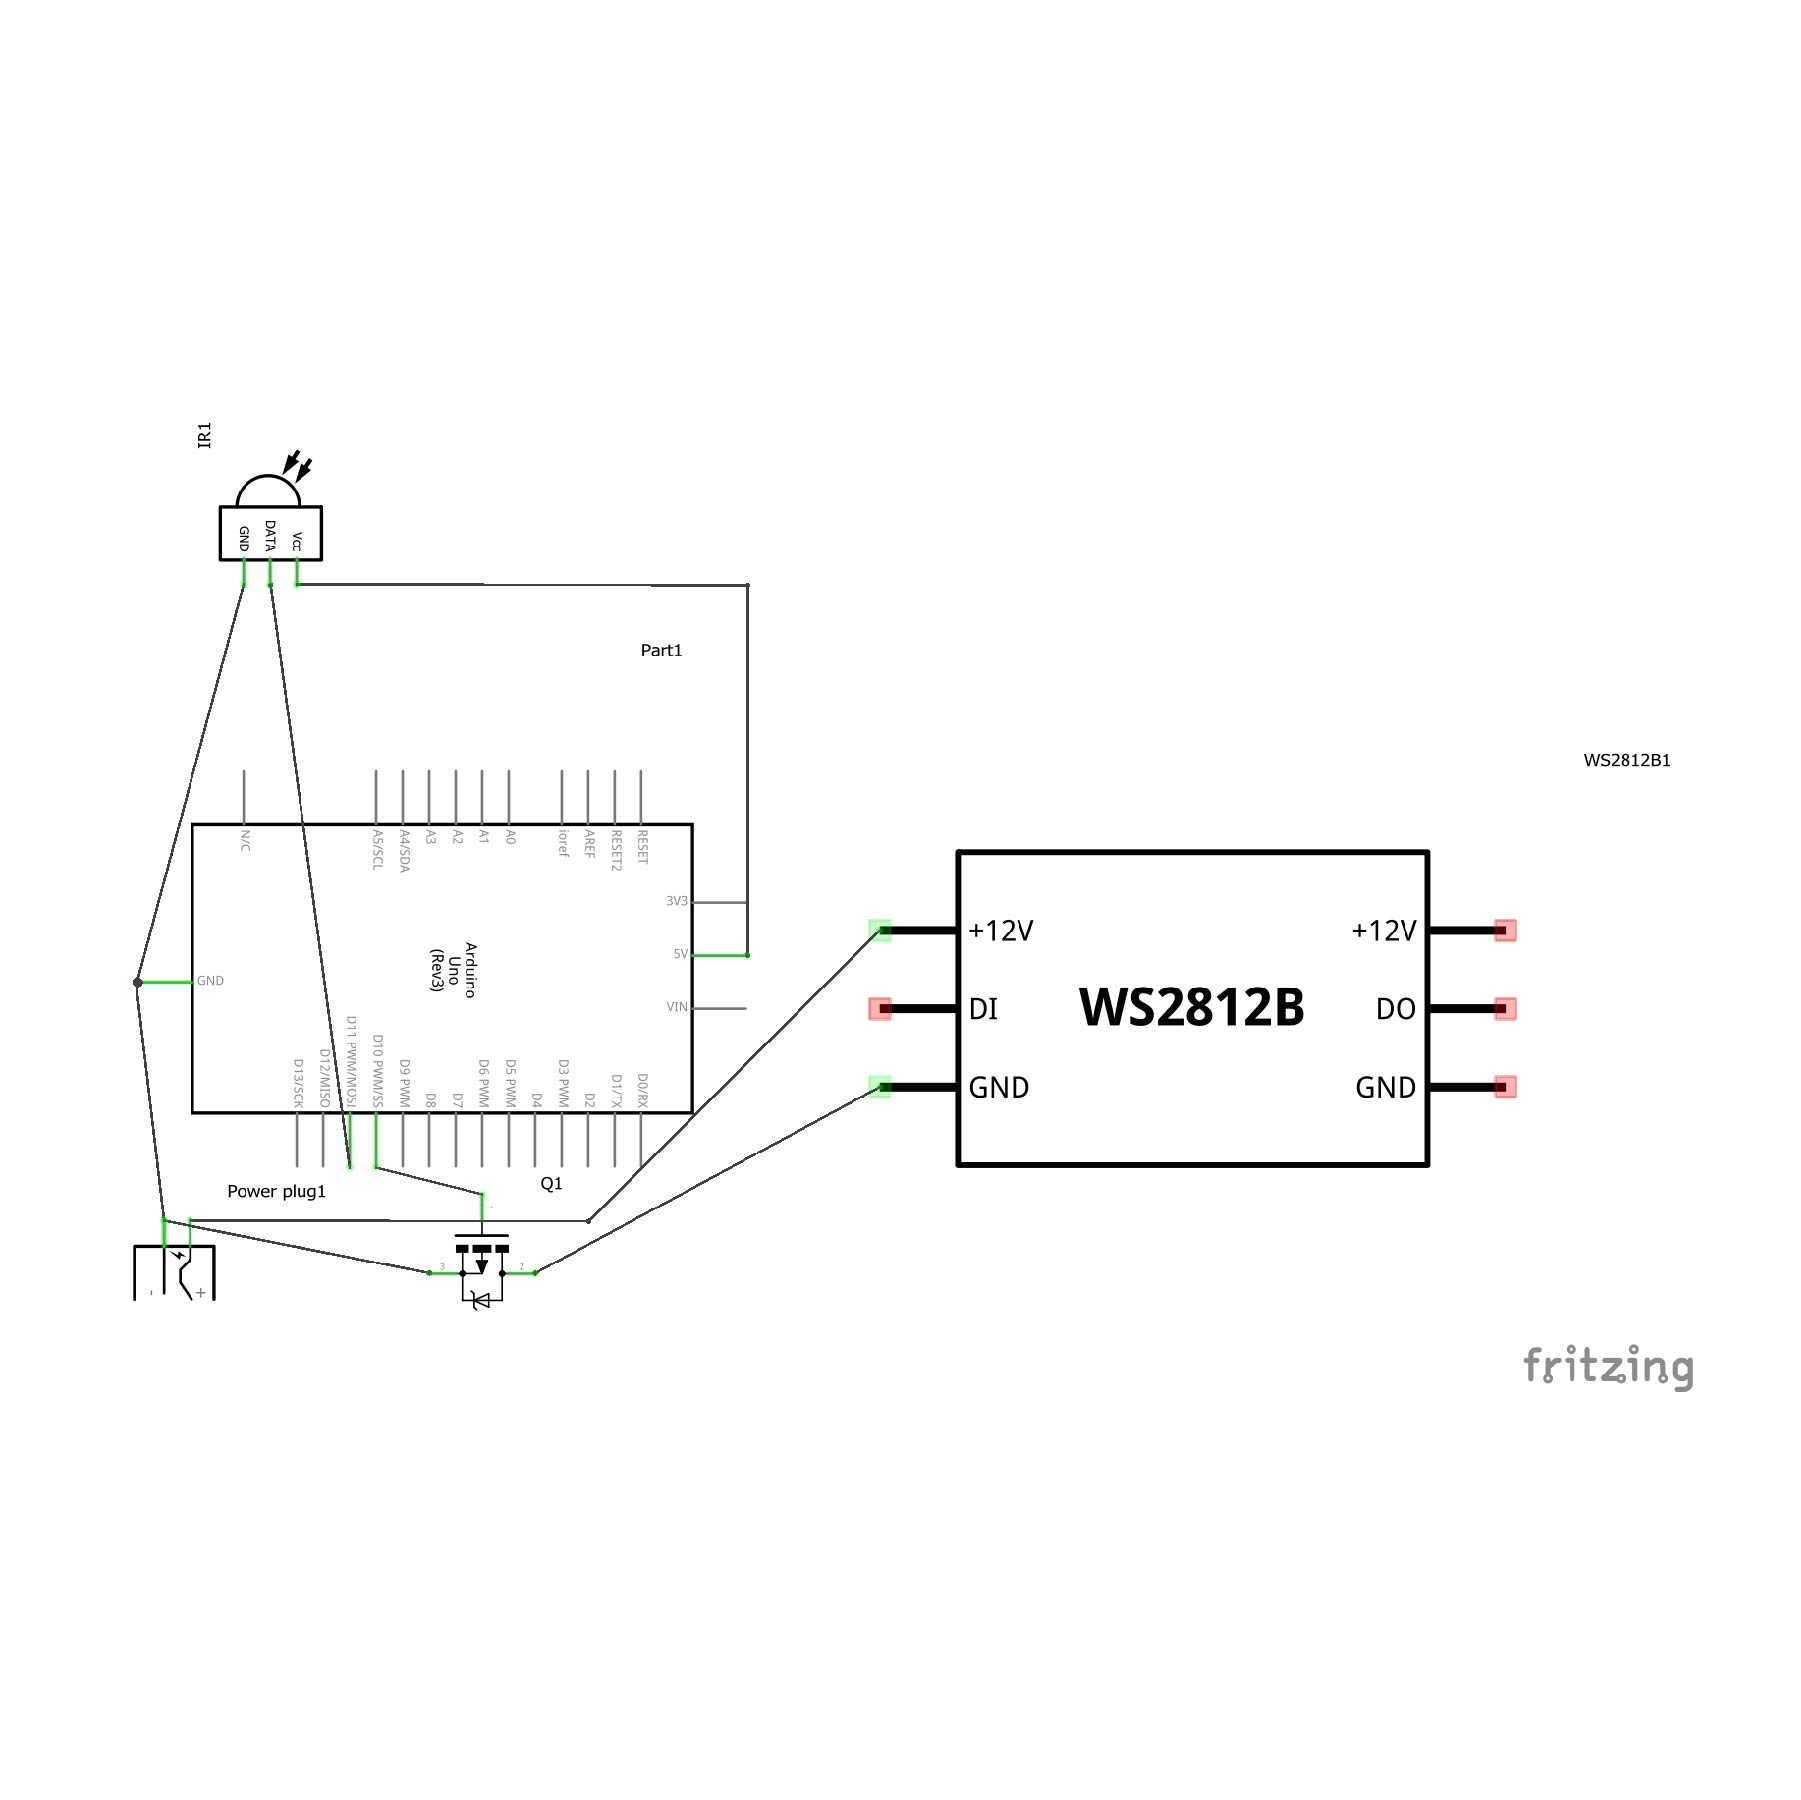 IR1
GND
DATA
Vcc
Part1
WS2812B1
N/C
A5/SCL
A4/SDA
A3
A2
A1
A0
ioref
AREF
RESET2
RESET
3V3
5V
VIN
GND
Arduino
Uno
(Rev3)
D13/SCK
D12/MISO
D11 PWM/MOSI
D10 PWM/SS
D9 PWM
D8
D7
D6 PWM
D5 PWM
D4
D3 PWM
D2
D1/TX
D0/RX
+12V
DI
GND
WS2812B
+12V
DO
GND
Power plug1
Q1
3
2
-
+
fritzing